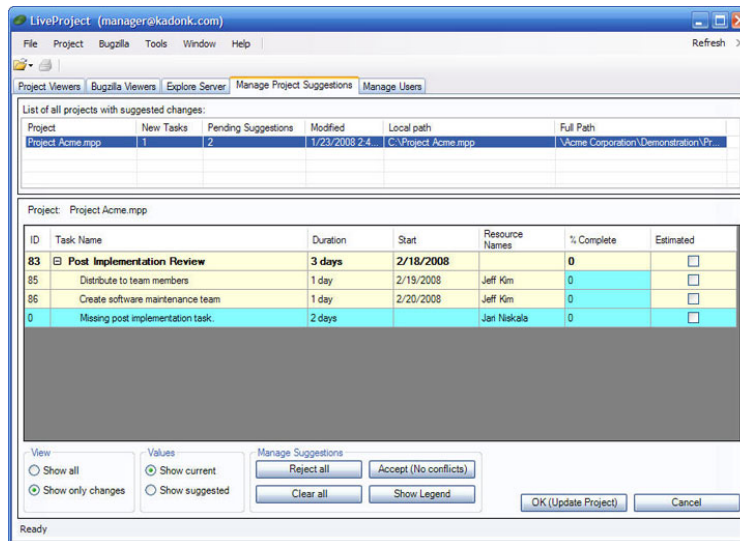 LiveProject (manager@kadonk.com)
File Project Bugzilla Tools Window Help Refresh
Project Viewers Bugzilla Viewers Explore Server Manage Project Suggestions Manage Users
List of all projects with suggested changes:
Project New Tasks Pending Suggestions Modified Local path Full Path
Project Acme.mpp 1 2 1/23/2008 2:4... C:\Project Acme.mpp \Acme Corporation\Demonstration\Pr...
Project: Project Acme.mpp
ID Task Name Duration Start Resource Names % Complete Estimated
83 Post Implementation Review 3 days 2/18/2008 0
85 Distribute to team members 1 day 2/19/2008 Jeff Kim 0
86 Create software maintenance team 1 day 2/20/2008 Jeff Kim 0
0 Missing post implementation task. 2 days Jari Niskala 0
View Values Manage Suggestions
Show all Show current Reject all Accept (No conflicts)
Show only changes Show suggested Clear all Show Legend OK (Update Project) Cancel
Ready